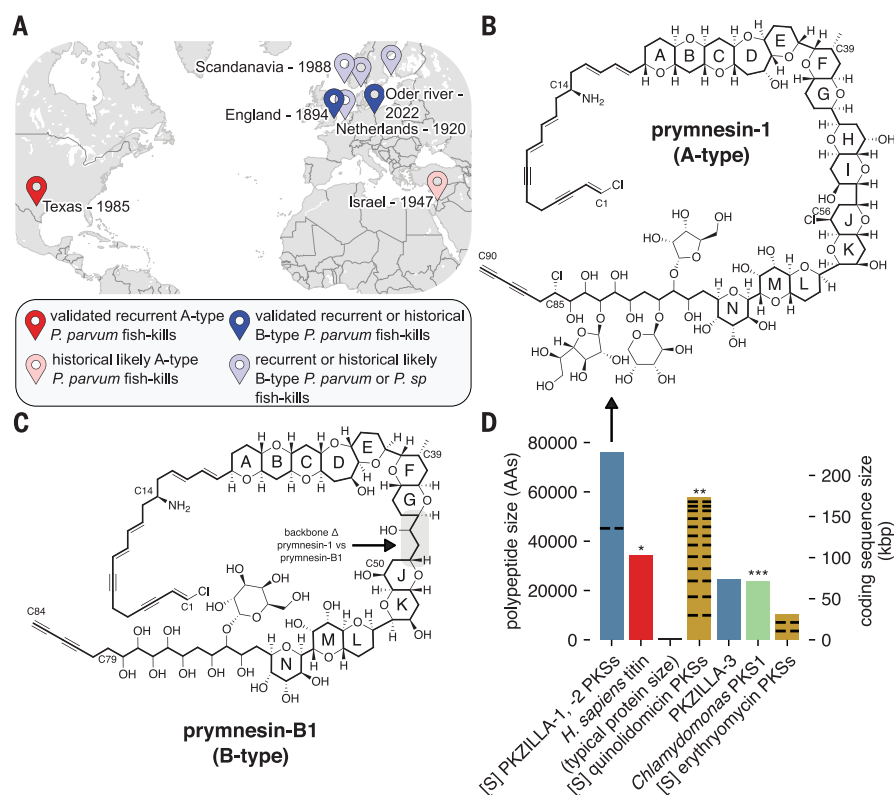 A
Scandanavia - 1988
England -
1894
Oder river -
2022
Netherlands - 1920
Texas - 1985
Israel - 1947
validated recurrent A-type
P. parvum fish-kills
validated recurrent or historical
B-type P. parvum fish-kills
historical likely A-type
P. parvum fish-kills
recurrent or historical likely
B-type P. parvum or P. sp
fish-kills
B
prymnesin-1
(A-type)
A B C D E F G H I J K L M N
C14
NH2
Cl
C1
C39
C56
Cl
C90
C85
Cl
OH
HO
H
O
C
prymnesin-B1
(B-type)
A B C D E F G J K L M N
C14
NH2
Cl
C1
C39
C50
C84
C79
backbone Δ
prymnesin-1 vs
prymnesin-B1
OH
HO
H
O
D
polypeptide size (AAs)
80000
60000
40000
20000
0
coding sequence size
(kbp)
200
150
100
50
0
*
**
***
[S] PKZILLA-1, -2 PKSs
H. sapiens titin
(typical protein size)
[S] quinolidomicin PKSs
PKZILLA-3
Chlamydomonas PKS1
[S] erythryomycin PKSs